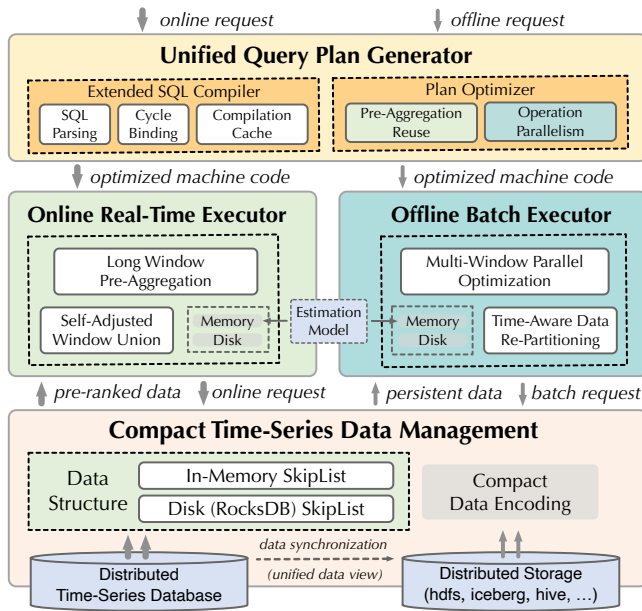 online request
offline request
Unified Query Plan Generator
Extended SQL Compiler
SQL
Parsing
Cycle
Binding
Compilation
Cache
Plan Optimizer
Pre-Aggregation
Reuse
Operation
Parallelism
optimized machine code
optimized machine code
Online Real-Time Executor
Long Window
Pre-Aggregation
Self-Adjusted
Window Union
Memory
Disk
Estimation
Model
Offline Batch Executor
Multi-Window Parallel
Optimization
Memory
Disk
Time-Aware Data
Re-Partitioning
pre-ranked data
online request
persistent data
batch request
Compact Time-Series Data Management
Data
Structure
In-Memory SkipList
Disk (RocksDB) SkipList
Compact
Data Encoding
data synchronization
(unified data view)
Distributed
Time-Series Database
Distributed Storage
(hdfs, iceberg, hive, ...)